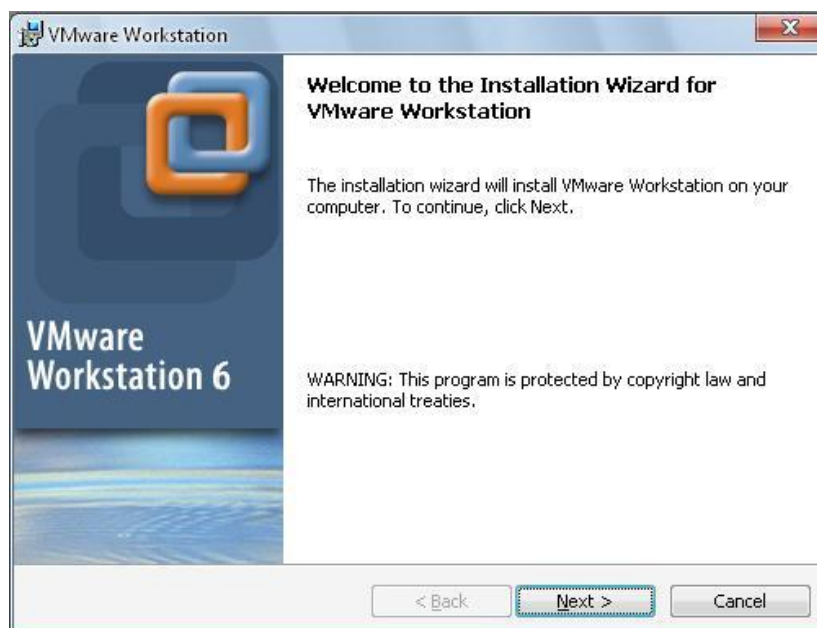 VMware Workstation
Welcome to the Installation Wizard for
VMware Workstation
The installation wizard will install VMware Workstation on your
computer. To continue, click Next.
VMware
Workstation 6
WARNING: This program is protected by copyright law and
international treaties.
< Back
Next >
Cancel